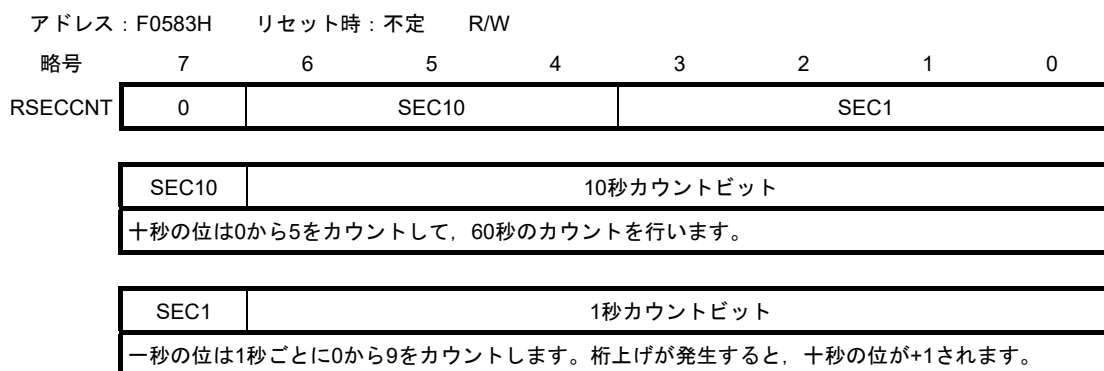 アドレス:F0583H リセット時:不定 R/W
略号 7 6 5 4 3 2 1 0
RSECCNT 0 SEC10 SEC1
SEC10 10秒カウントビット
十秒の位は0から5をカウントして,60秒のカウントを行います。
SEC1 1秒カウントビット
一秒の位は1秒ごとに0から9をカウントします。桁上げが発生すると,十秒の位が+1されます。